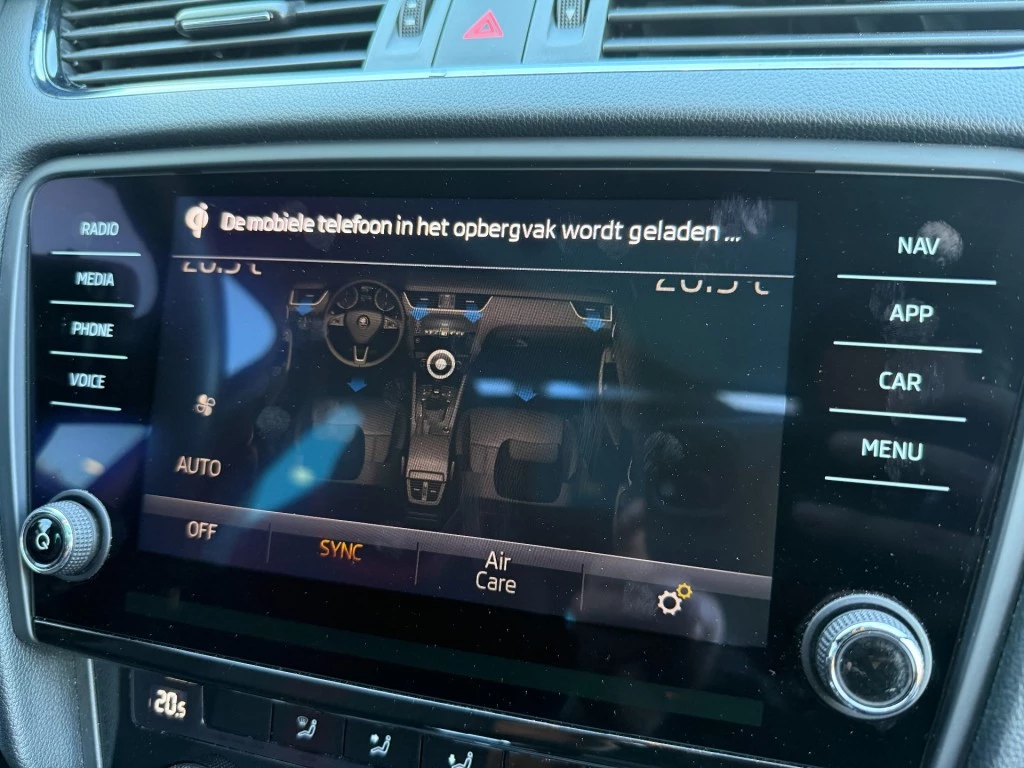 De mobiele telefoon in het opbergvak wordt geladen ...
RADIO
MEDIA
PHONE
VOICE
NAV
APP
CAR
MENU
AUTO
OFF
SYNC
Air
Care
20.5